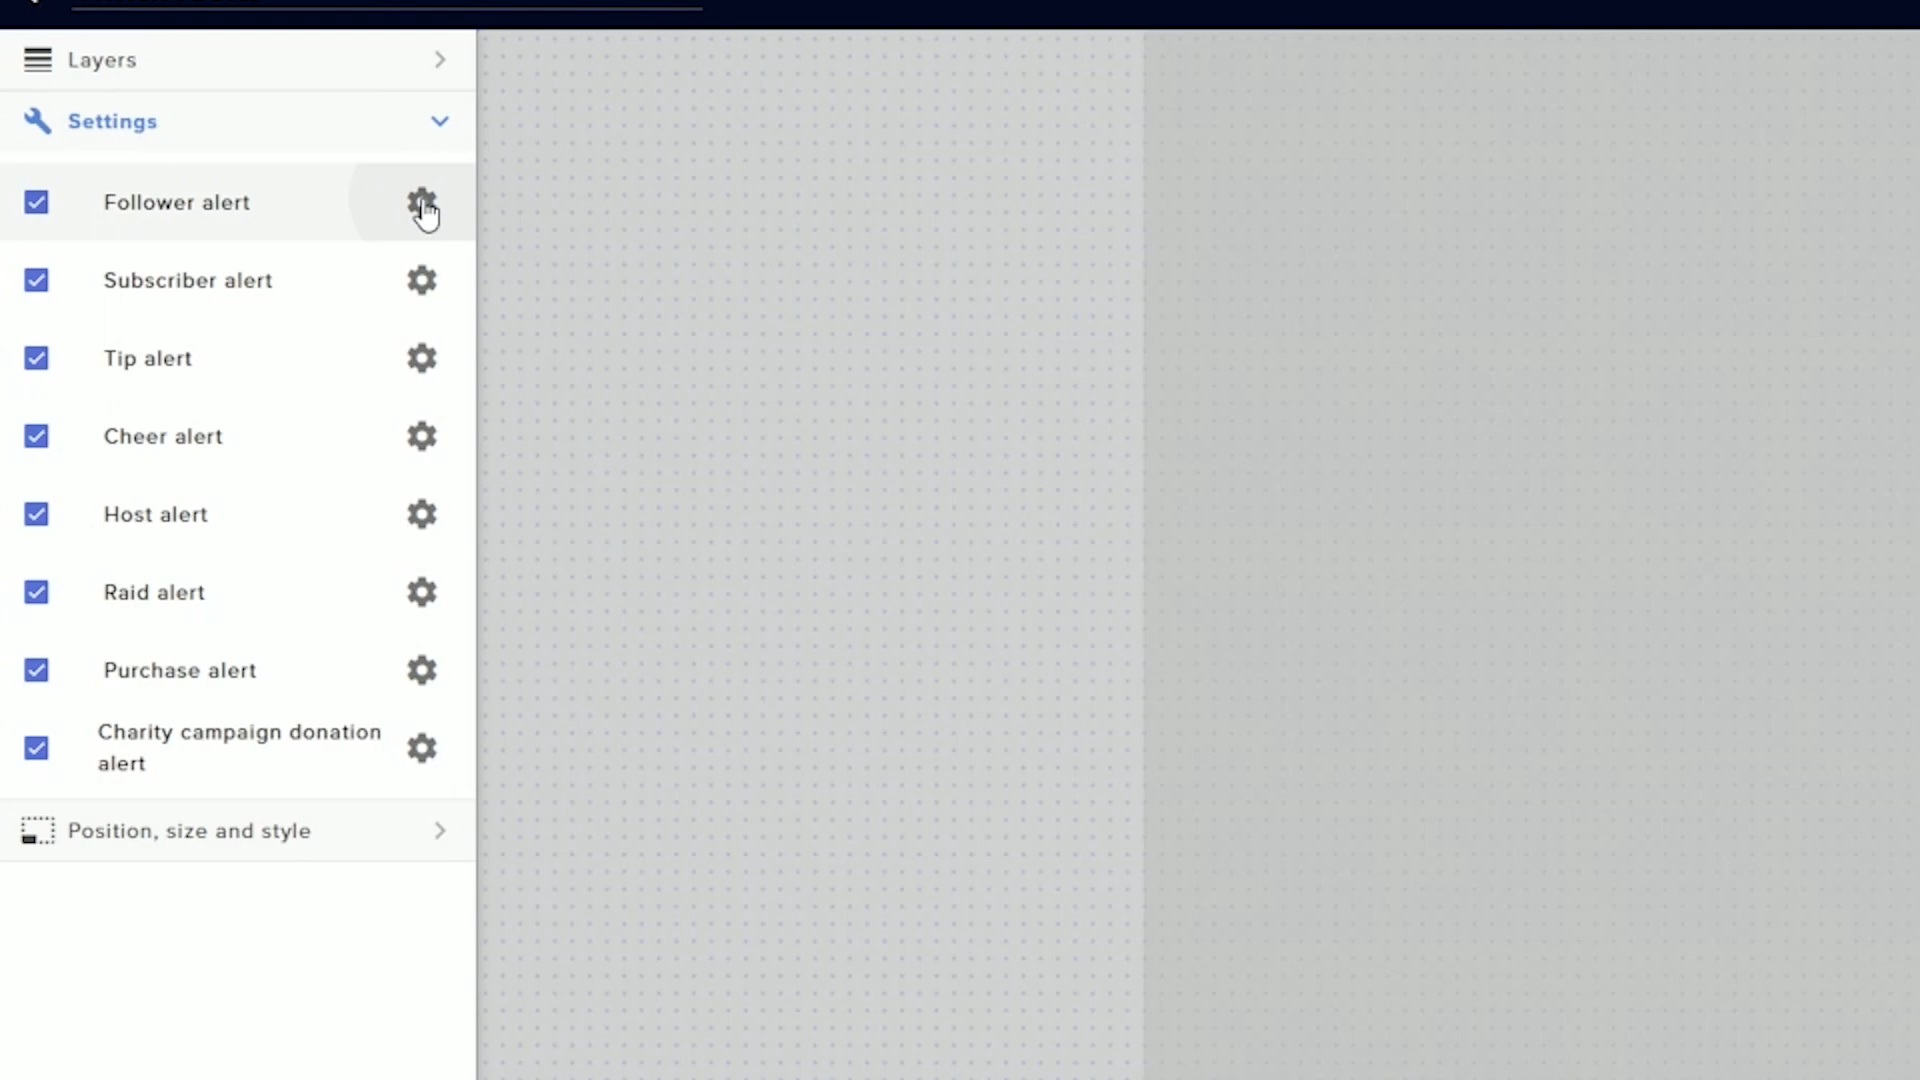 Layers
Settings
Follower alert
Subscriber alert
Tip alert
Cheer alert
Host alert
Raid alert
Purchase alert
Charity campaign donation
alert
Position, size and style